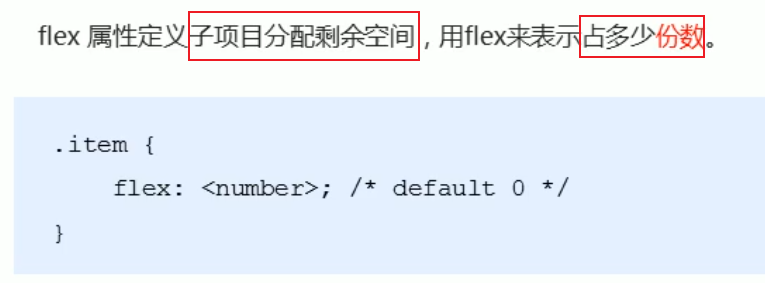 flex 属性定义子项目分配剩余空间，用flex来表示占多少份数。
.item {
    flex: <number>; /* default 0 */
}